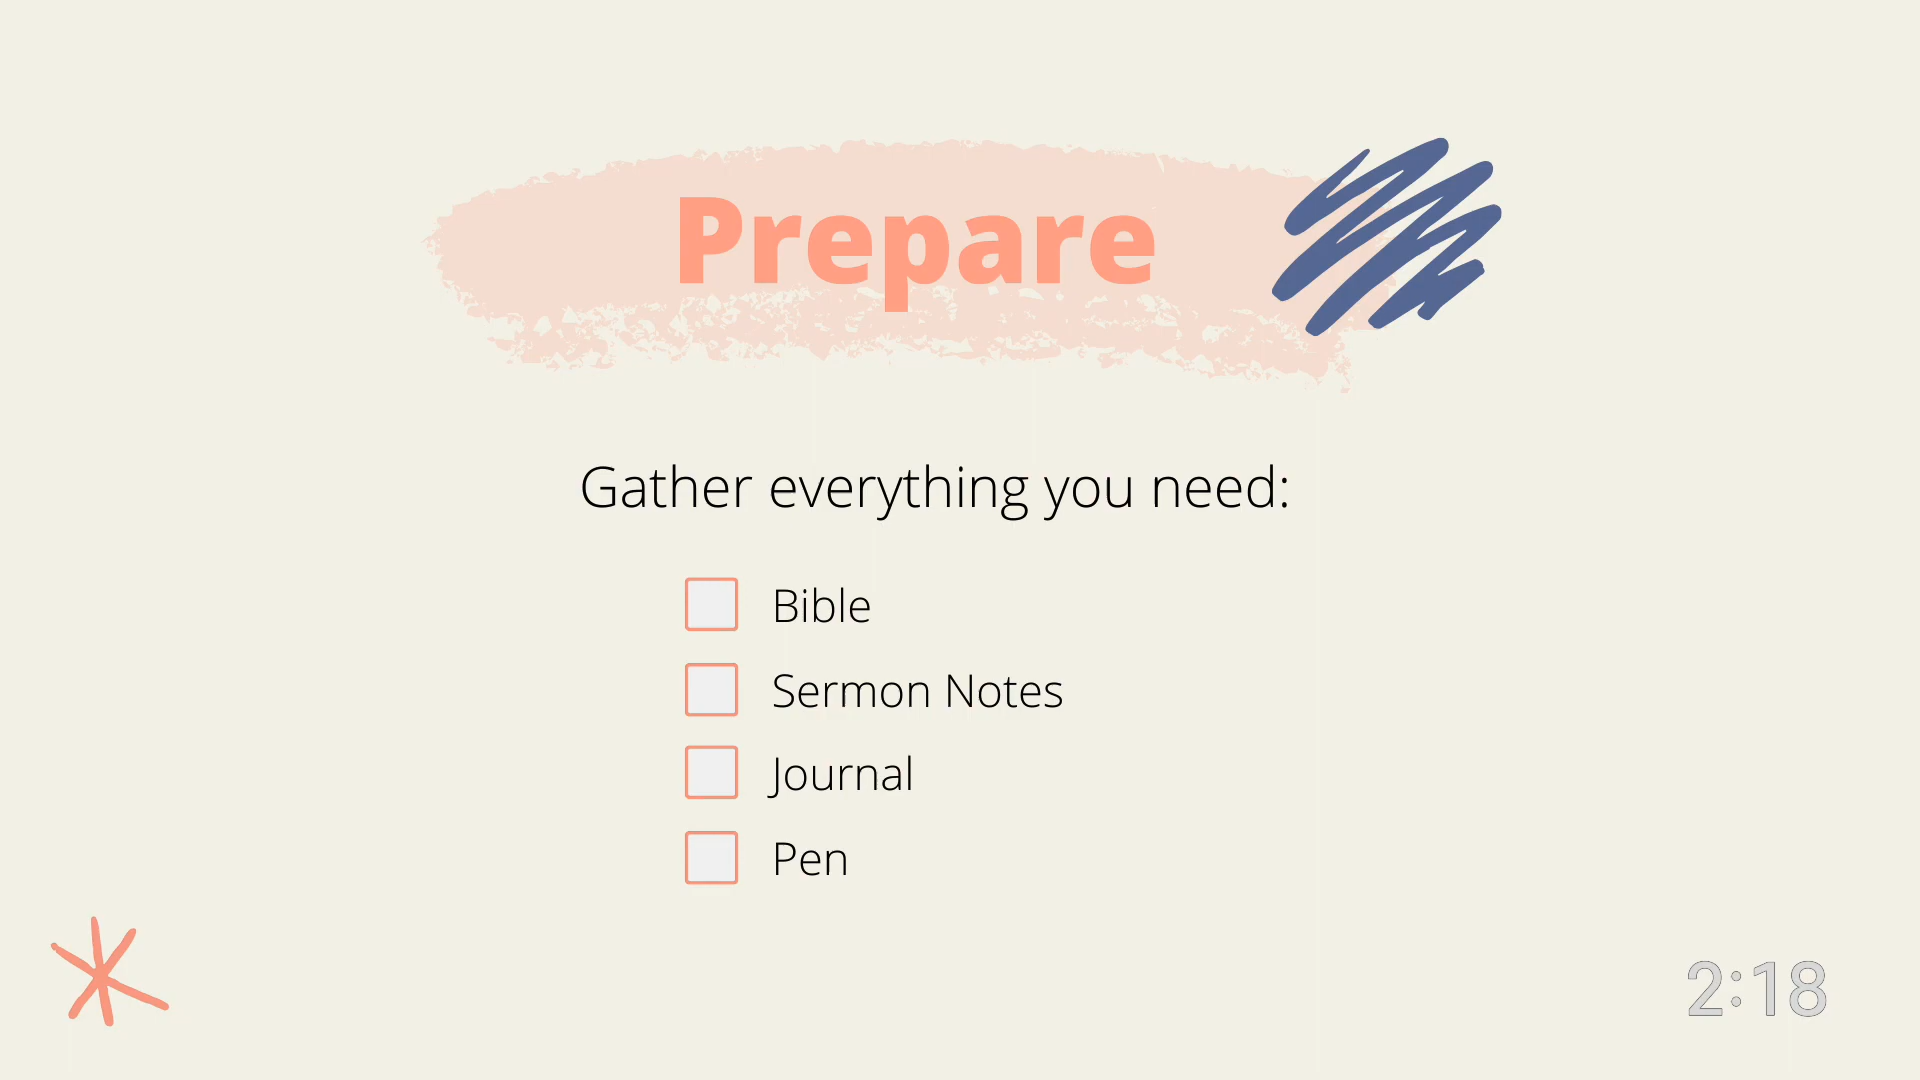 Prepare
Gather everything you need:
Bible
Sermon Notes
Journal
Pen
2:18